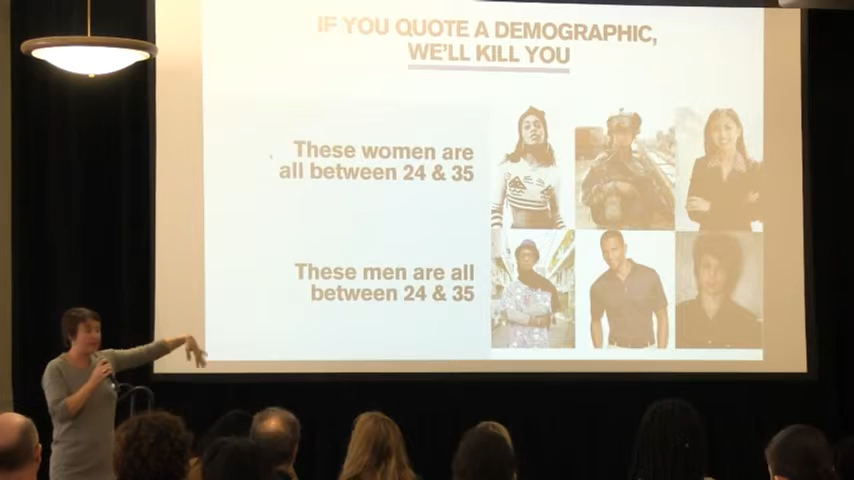 IF YOU QUOTE A DEMOGRAPHIC,
WE'LL KILL YOU
These women are
all between 24 & 35
These men are all
between 24 & 35